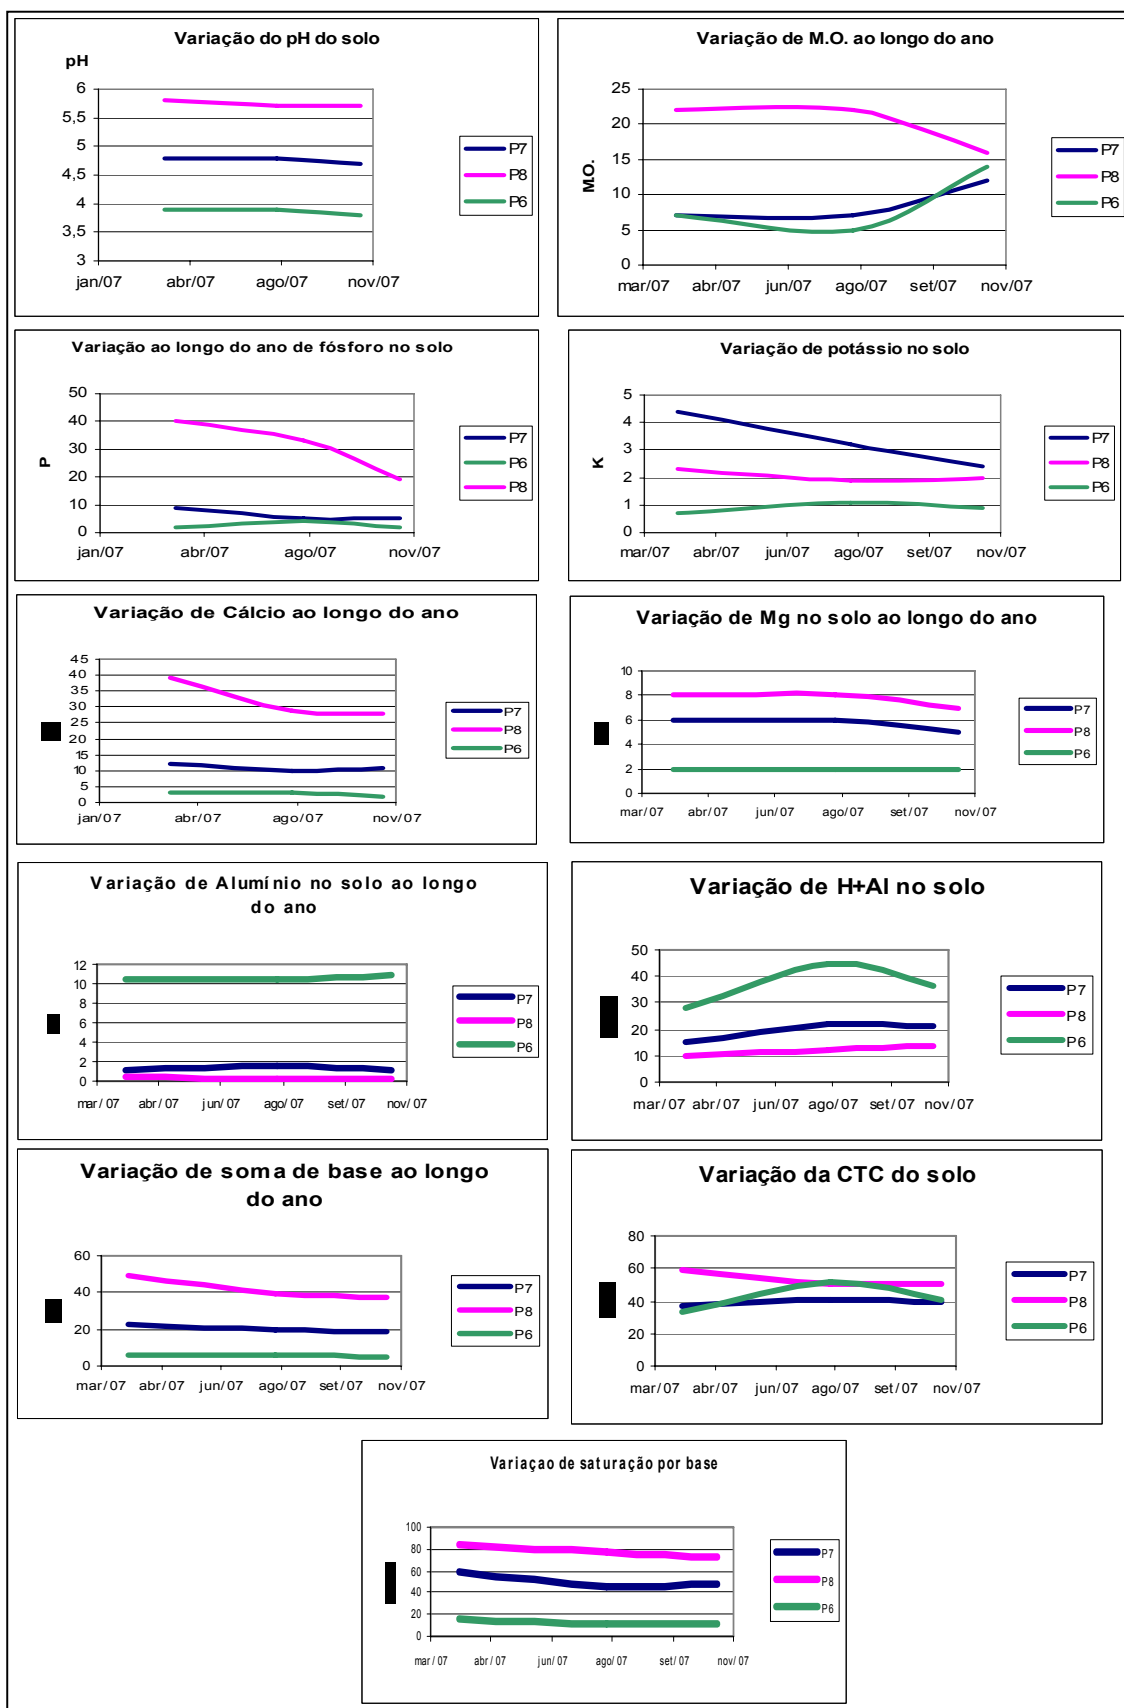 Variação do pH do solo
pH
6
5,5
5
4,5
4
3,5
3
jan/07 abr/07 ago/07 nov/07
P7
P8
P6
Variação de M.O. ao longo do ano
M.O.
25
20
15
10
5
0
mar/07 abr/07 jun/07 ago/07 set/07 nov/07
P7
P8
P6
Variação ao longo do ano de fósforo no solo
P
50
40
30
20
10
0
jan/07 abr/07 ago/07 nov/07
P7
P6
P8
Variação de potássio no solo
K
5
4
3
2
1
0
mar/07 abr/07 jun/07 ago/07 set/07 nov/07
P7
P8
P6
Variação de Cálcio ao longo do ano
45
40
35
30
25
20
15
10
5
0
jan/07 abr/07 ago/07 nov/07
P7
P8
P6
Variação de Mg no solo ao longo do ano
10
8
6
4
2
0
mar/07 abr/07 jun/07 ago/07 set/07 nov/07
P7
P8
P6
Variação de Alumínio no solo ao longo
do ano
12
10
8
6
4
2
0
mar/07 abr/07 jun/07 ago/07 set/07 nov/07
P7
P8
P6
Variação de H+Al no solo
50
40
30
20
10
0
mar/07 abr/07 jun/07 ago/07 set/07 nov/07
P7
P8
P6
Variação de soma de base ao longo
do ano
60
40
20
0
mar/07 abr/07 jun/07 ago/07 set/07 nov/07
P7
P8
P6
Variação da CTC do solo
80
60
40
20
0
mar/07 abr/07 jun/07 ago/07 set/07 nov/07
P7
P8
P6
Variaçao de saturação por base
100
80
60
40
20
0
mar/07 abr/07 jun/07 ago/07 set/07 nov/07
P7
P8
P6